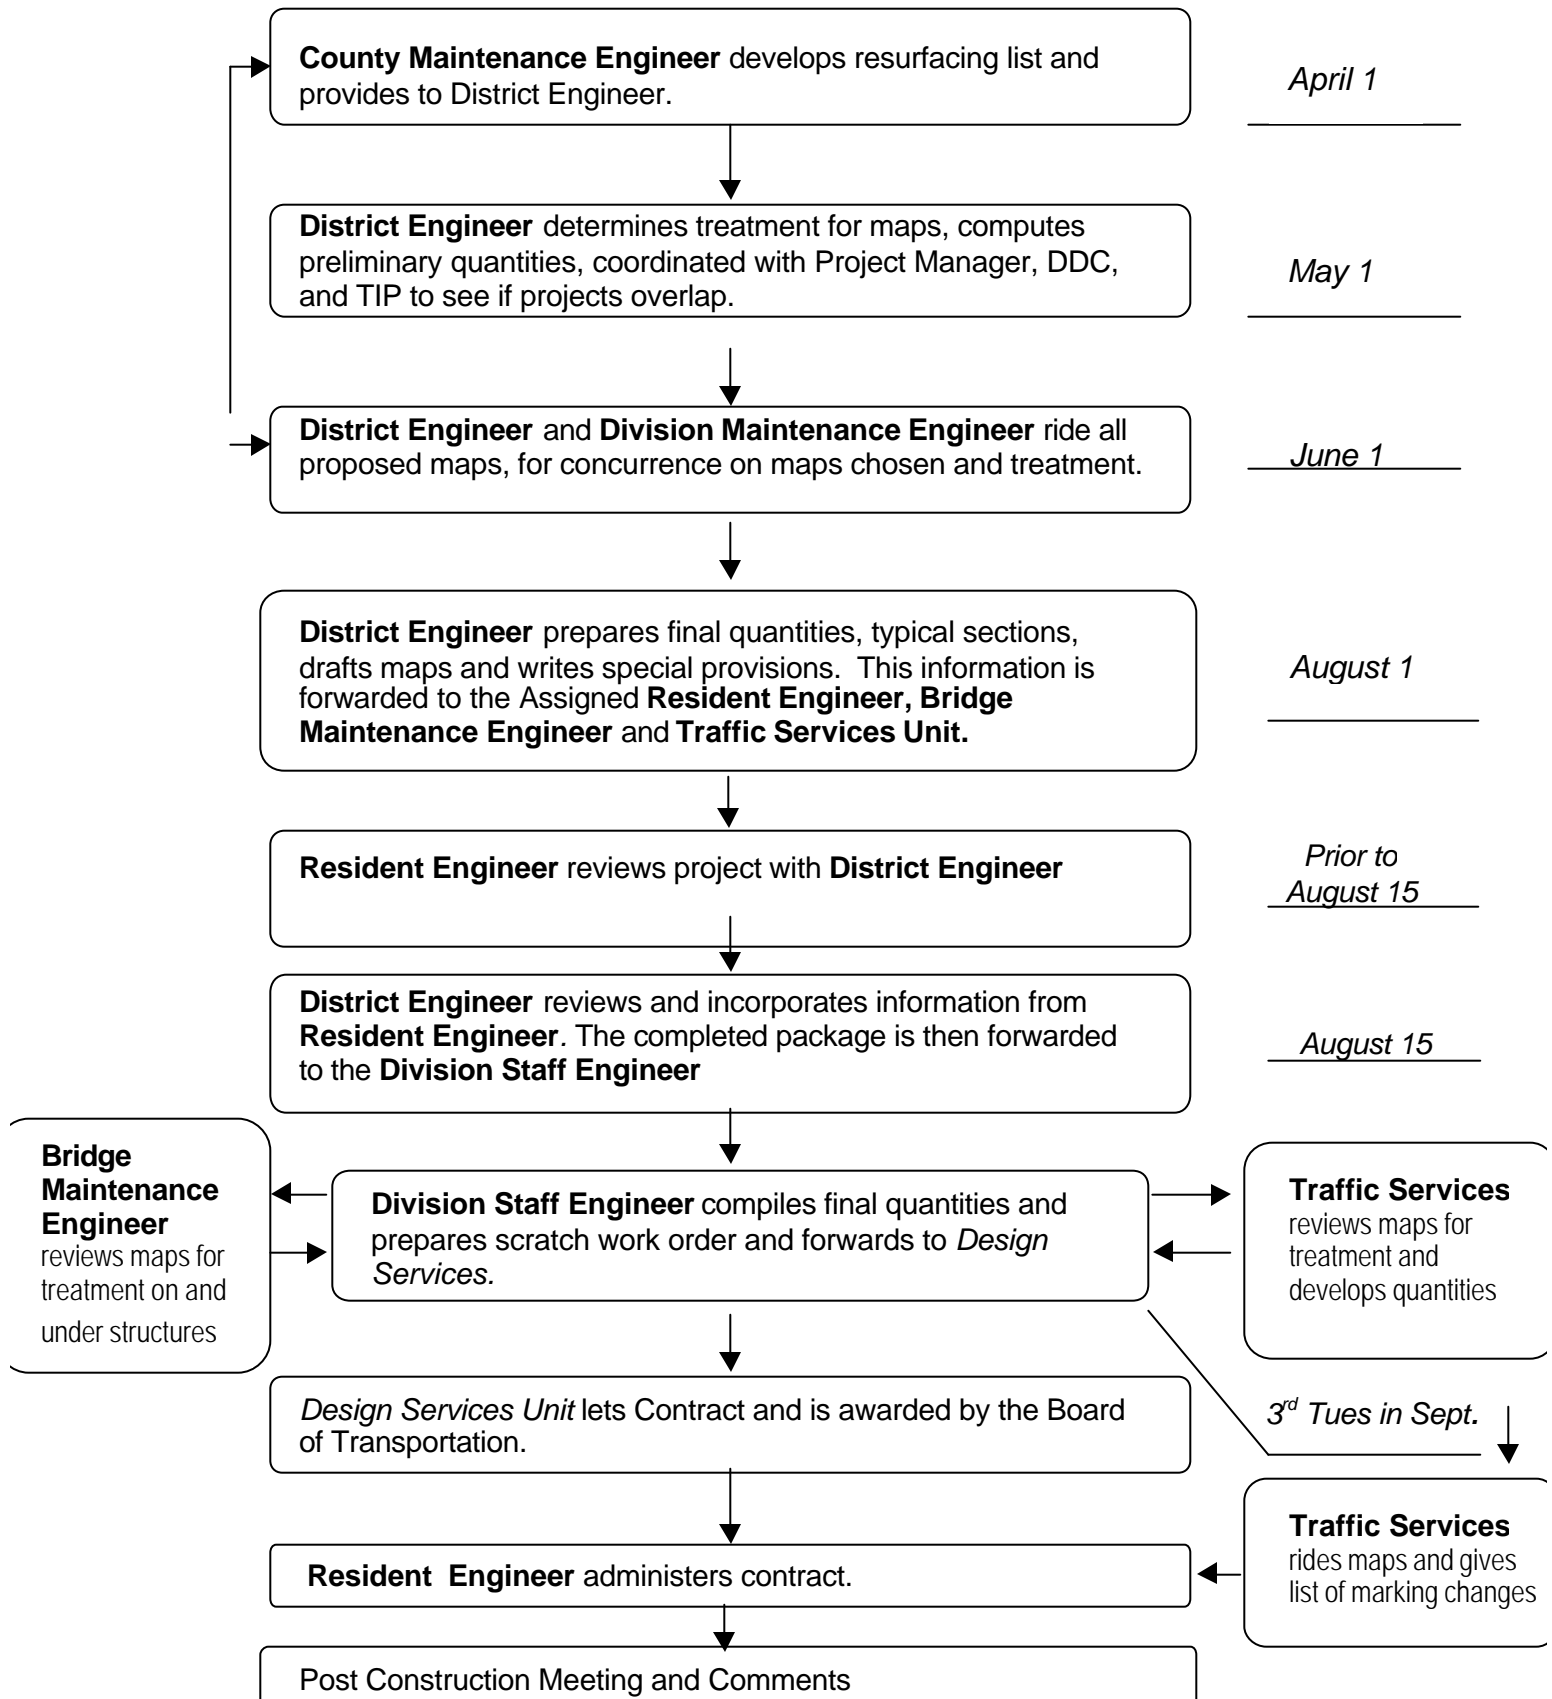 County Maintenance Engineer develops resurfacing list and
provides to District Engineer.
April 1
District Engineer determines treatment for maps, computes
preliminary quantities, coordinated with Project Manager, DDC,
and TIP to see if projects overlap.
May 1
District Engineer and Division Maintenance Engineer ride all
proposed maps, for concurrence on maps chosen and treatment.
June 1
District Engineer prepares final quantities, typical sections,
drafts maps and writes special provisions. This information is
forwarded to the Assigned Resident Engineer, Bridge
Maintenance Engineer and Traffic Services Unit.
August 1
Resident Engineer reviews project with District Engineer
Prior to
August 15
District Engineer reviews and incorporates information from
Resident Engineer. The completed package is then forwarded
to the Division Staff Engineer
August 15
Bridge
Maintenance
Engineer
reviews maps for
treatment on and
under structures
Division Staff Engineer compiles final quantities and
prepares scratch work order and forwards to Design
Services.
Traffic Services
reviews maps for
treatment and
develops quantities
Design Services Unit lets Contract and is awarded by the Board
of Transportation.
3rd Tues in Sept.
Resident Engineer administers contract.
Traffic Services
rides maps and gives
list of marking changes
Post Construction Meeting and Comments